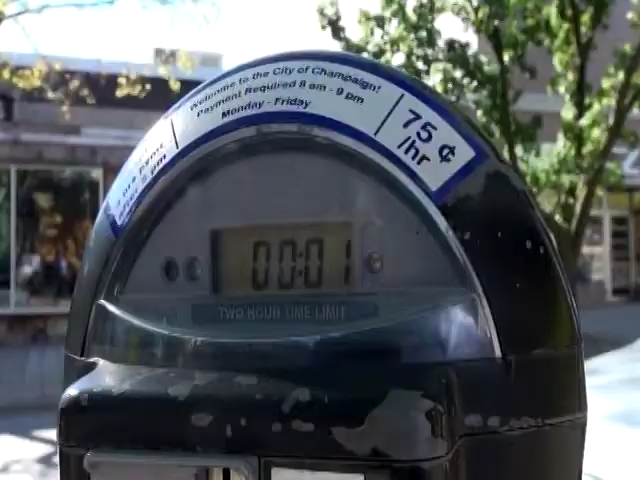 Welcome to the City of Champaign!
Payment Required 8 am - 9 pm
Monday - Friday
75 ¢
/hr
00:01
TWO HOUR TIME LIMIT